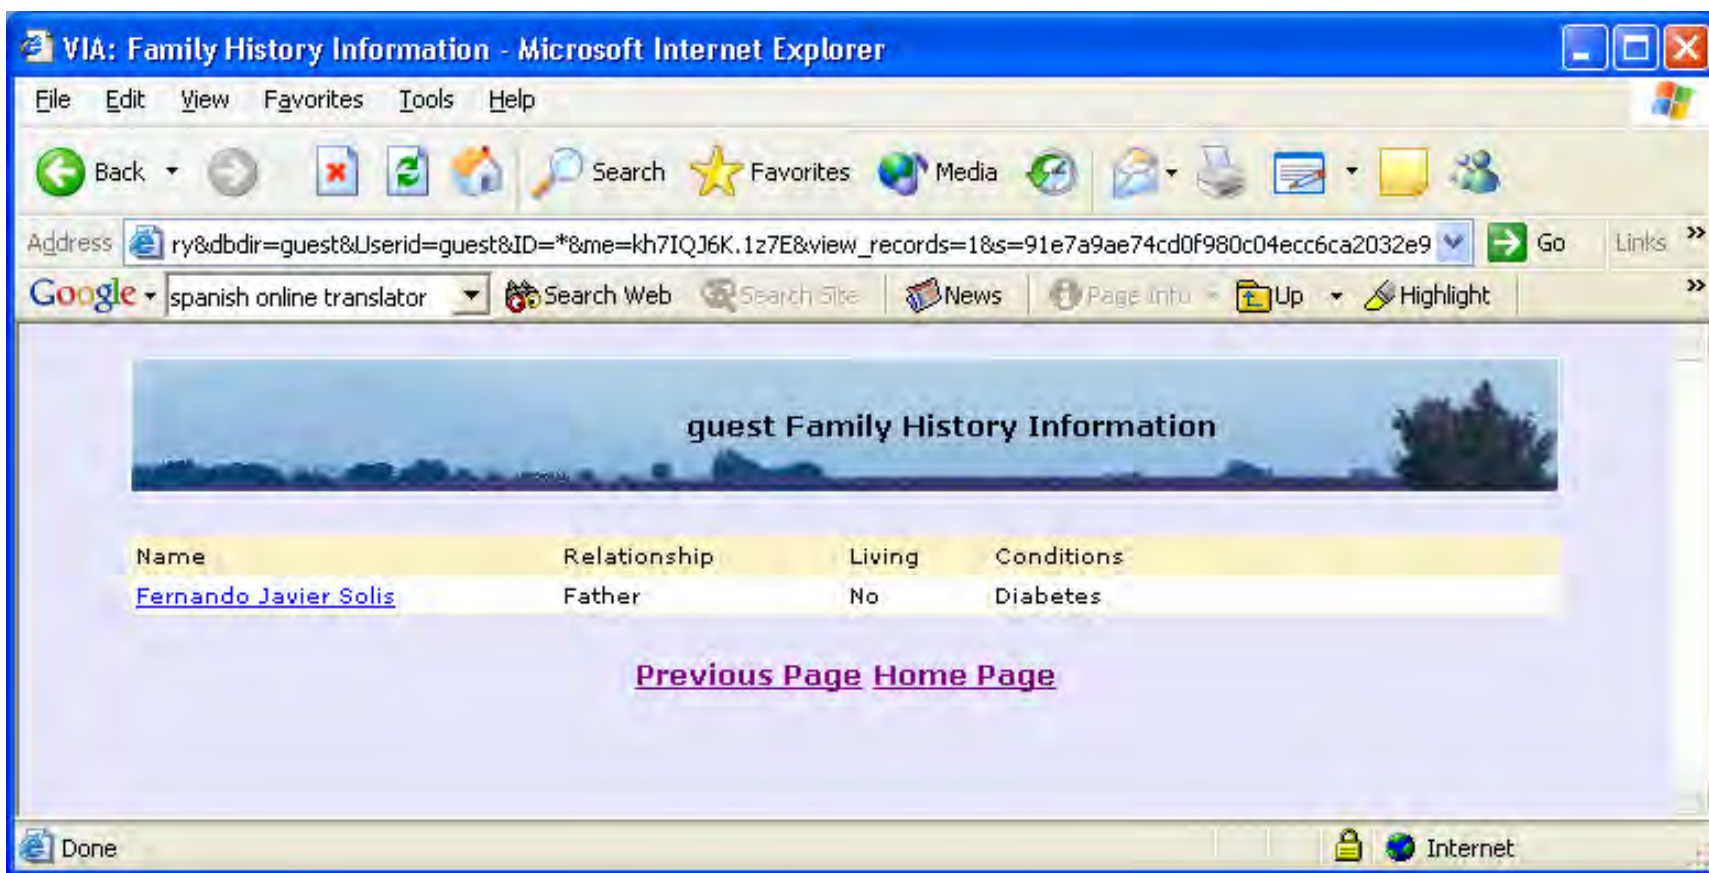 VIA: Family History Information - Microsoft Internet Explorer
File Edit View Favorites Tools Help
Back Search Favorites Media
Address ry&dbdir=guest&Userid=guest&ID=*&me=kh7IQJ6K.1z7E&view_records=1&s=91e7a9ae74cd0f980c04ecc6ca2032e9 Go Links »
Google spanish online translator Search Web Search Site News Page Info Up Highlight »
guest Family History Information
Name Relationship Living Conditions
Fernando Javier Solis Father No Diabetes
Previous Page Home Page
Done Internet